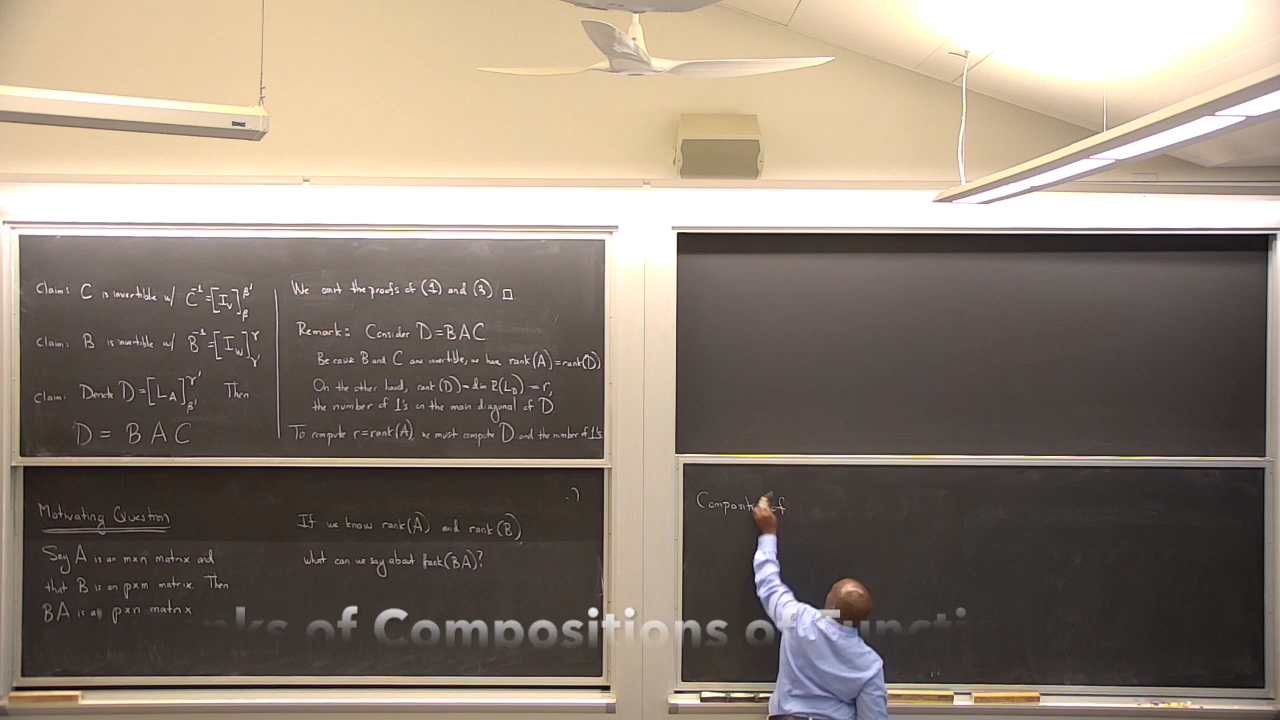 Claim: C is invertible w/ C⁻¹=[I_V]_β^β'
Claim: B is invertible w/ B⁻¹=[I_W]_γ'^γ
Claim: Denote D=[L_A]_β'^γ' Then
D = BAC
We omit the proofs of (1) and (3) □.
Remark: Consider D=BAC
Because B and C are invertible, we have rank(A)=rank(D)
On the other hand, rank(D)=dim R(L_D) = r,
the number of 1's on the main diagonal of D
To compute r=rank(A), we must compute D and the number of 1's
Motivating Question
Say A is an m×n matrix and
that B is an p×m matrix. Then
BA is a p×n matrix
If we know rank(A) and rank(B),
what can we say about rank(BA)?
Composition of
nks of Compositions of Functi